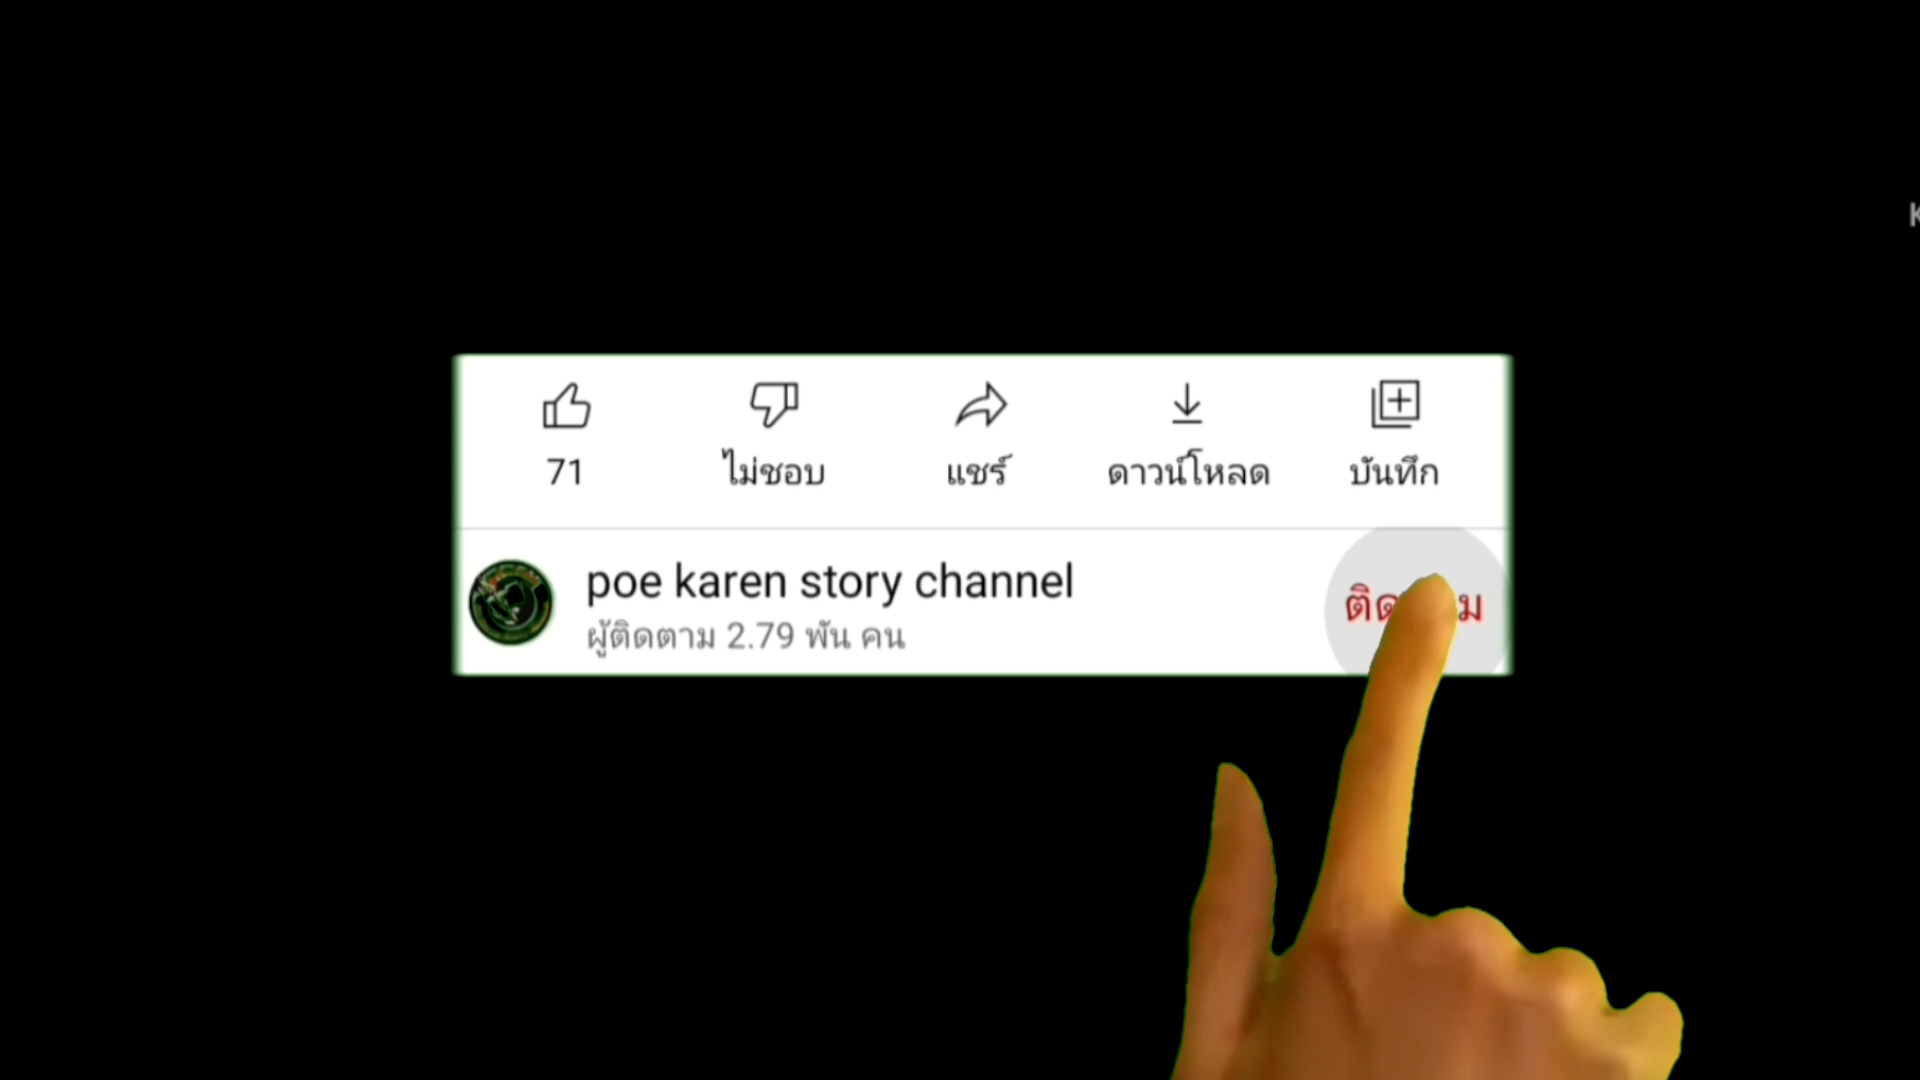 71
ไม่ชอบ
แชร์
ดาวน์โหลด
บันทึก
poe karen story channel
ผู้ติดตาม 2.79 พัน คน